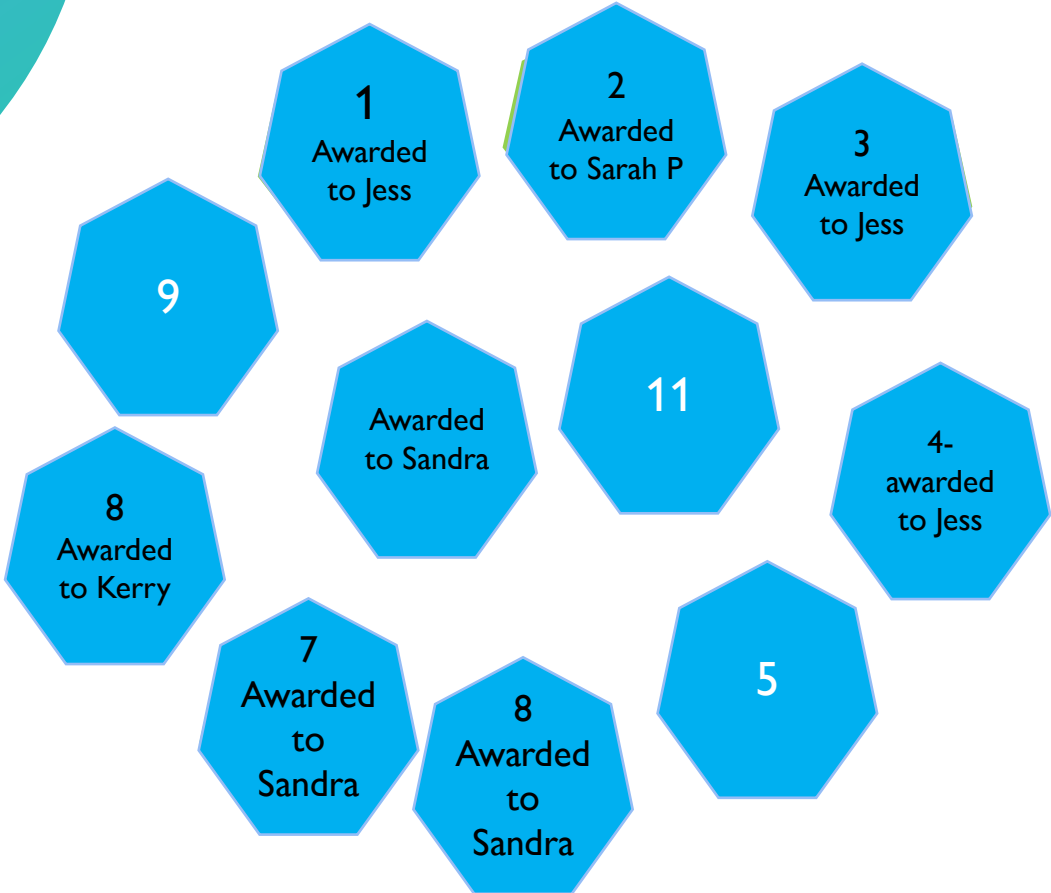 1
Awarded
to Jess
2
Awarded
to Sarah P
3
Awarded
to Jess
9
Awarded
to Sandra
11
4-
awarded
to Jess
8
Awarded
to Kerry
7
Awarded
to
Sandra
8
Awarded
to
Sandra
5